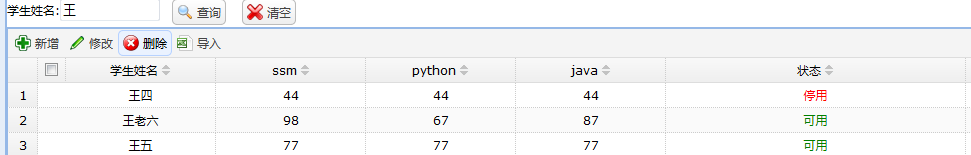 学生姓名: 王 查询 清空
新增 修改 删除 导入
学生姓名 ssm python java 状态
1 王四 44 44 44 停用
2 王老六 98 67 87 可用
3 王五 77 77 77 可用